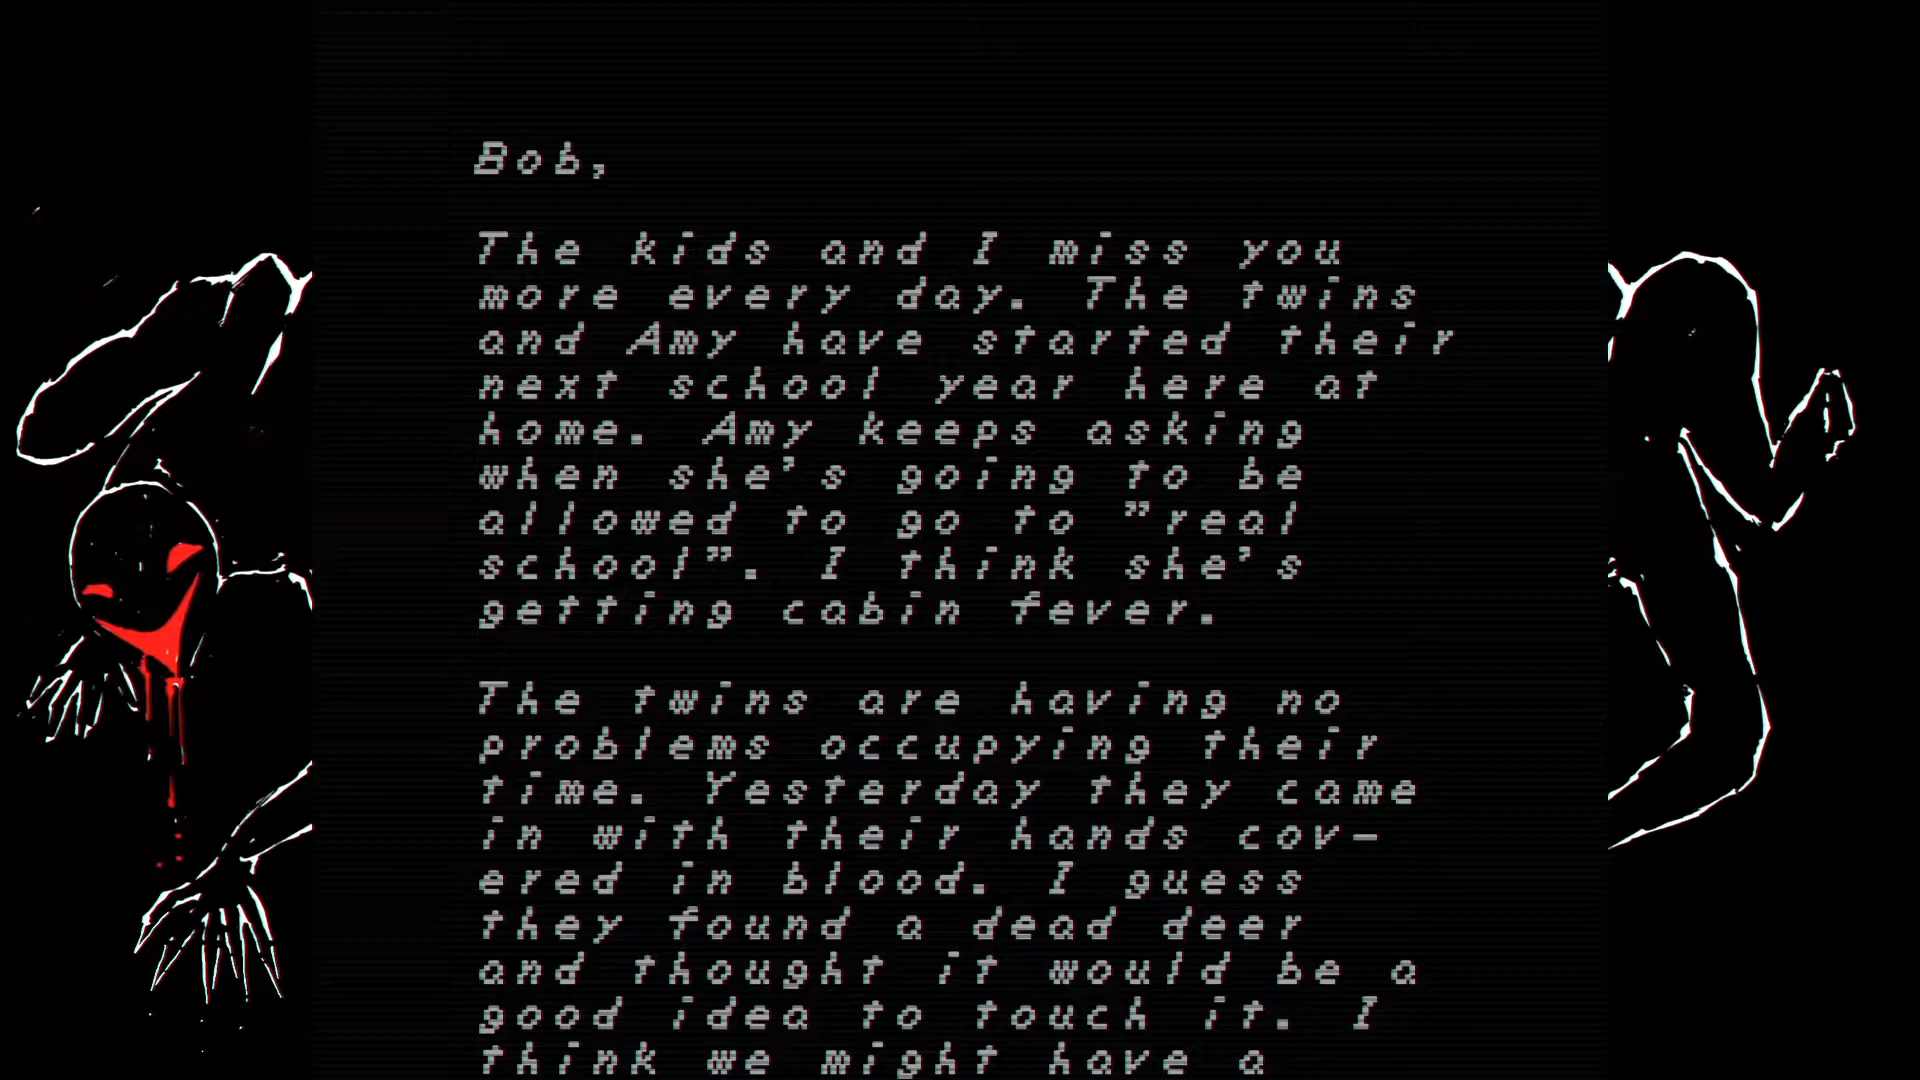 Bob,
The kids and I miss you
more every day. The twins
and Amy have started their
next school year here at
home. Amy keeps asking
when she's going to be
allowed to go to "real
school". I think she's
getting cabin fever.
The twins are having no
problems occupying their
time. Yesterday they came
in with their hands cov-
ered in blood. I guess
they found a dead deer
and thought it would be a
good idea to touch it. I
think we might have a